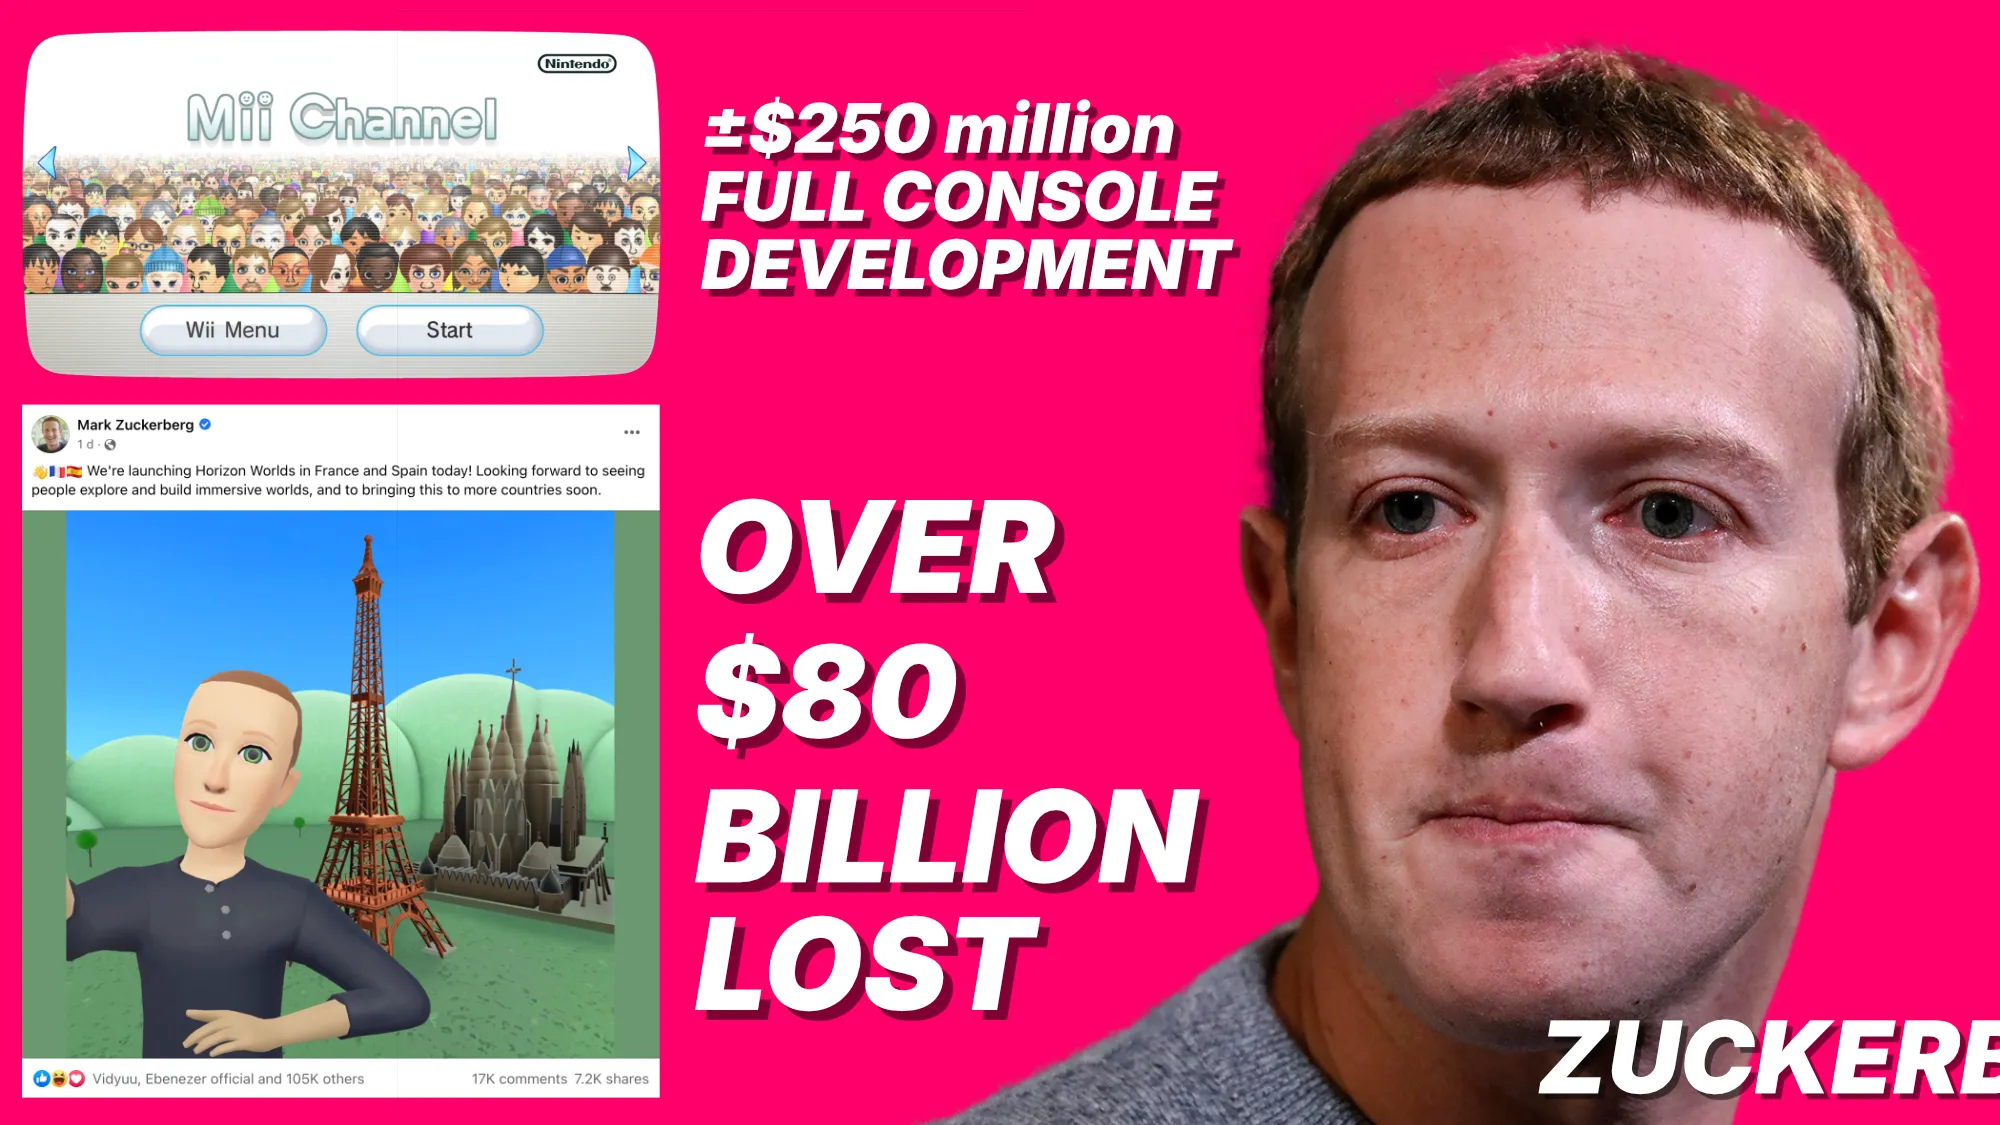 Nintendo
Mii Channel
Wii Menu
Start
±$250 million
FULL CONSOLE
DEVELOPMENT
Mark Zuckerberg
1 d ·
👋🇫🇷🇪🇸 We're launching Horizon Worlds in France and Spain today! Looking forward to seeing
people explore and build immersive worlds, and to bringing this to more countries soon.
Vidyuu, Ebenezer official and 105K others
17K comments 7.2K shares
OVER
$80
BILLION
LOST
ZUCKERB